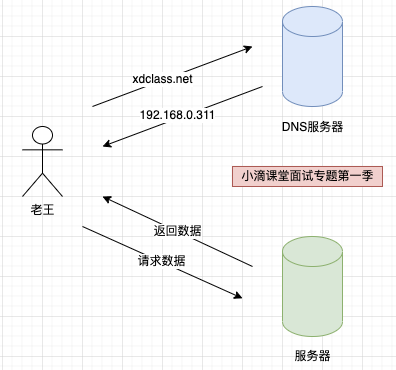 xdclass.net
192.168.0.311
DNS服务器
小滴课堂面试专题第一季
老王
返回数据
请求数据
服务器